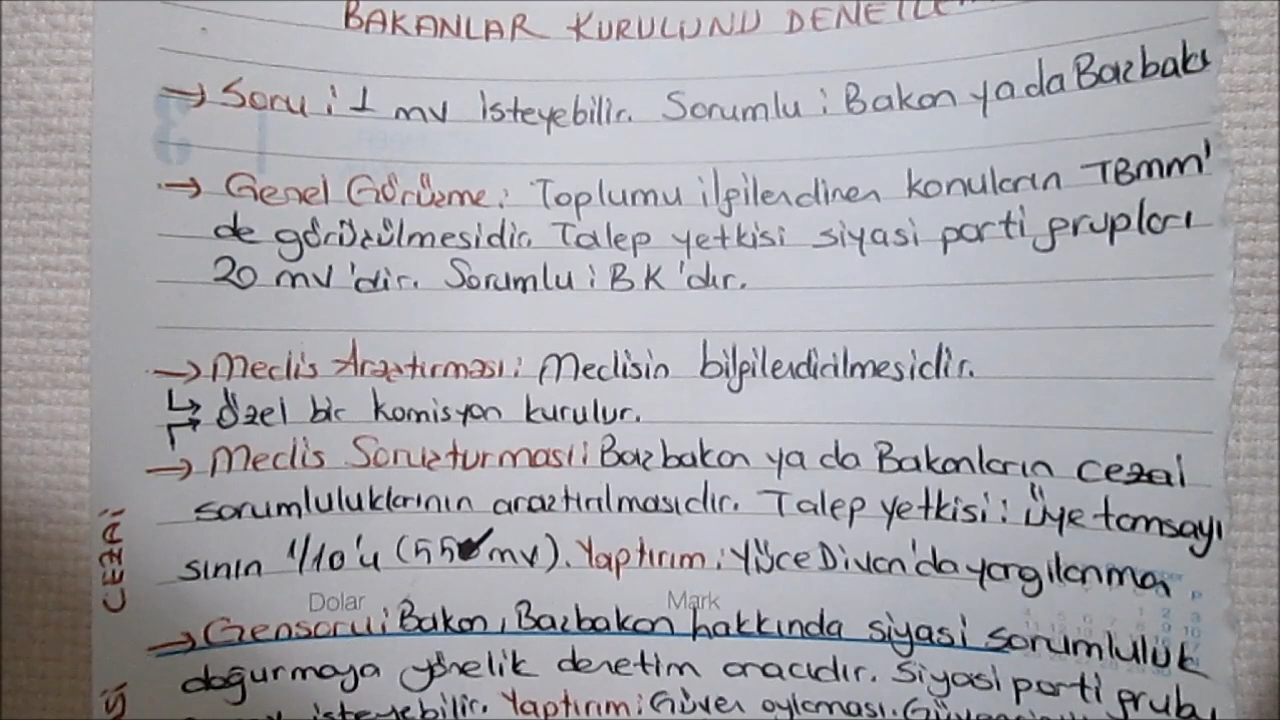 BAKANLAR KURULUNU DENETLEM
→ Soru : 1 mv isteyebilir. Sorumlu : Bakan ya da Başbaka
→ Genel Görüşme : Toplumu ilgilendiren konuların TBMM'
de görüşülmesidir. Talep yetkisi siyasi parti grupları
20 mv'dir. Sorumlu : BK'dır.
→ Meclis Araştırması : Meclisin bilgilendirilmesidir.
Özel bir komisyon kurulur.
→ Meclis Soruşturması : Başbakan ya da Bakanların cezai
sorumluluklarının araştırılmasıdır. Talep yetkisi : Üye tamsayı
sının 1/10'u (55 mv). Yaptırım : Yüce Divan'da yargılanma
CEZAİ
Dolar Mark
→ Gensoru : Bakan, Başbakan hakkında siyasi sorumluluk
doğurmaya yönelik denetim aracıdır. Siyasi parti grub
isteyebilir. Yaptırım : Güven oylaması.